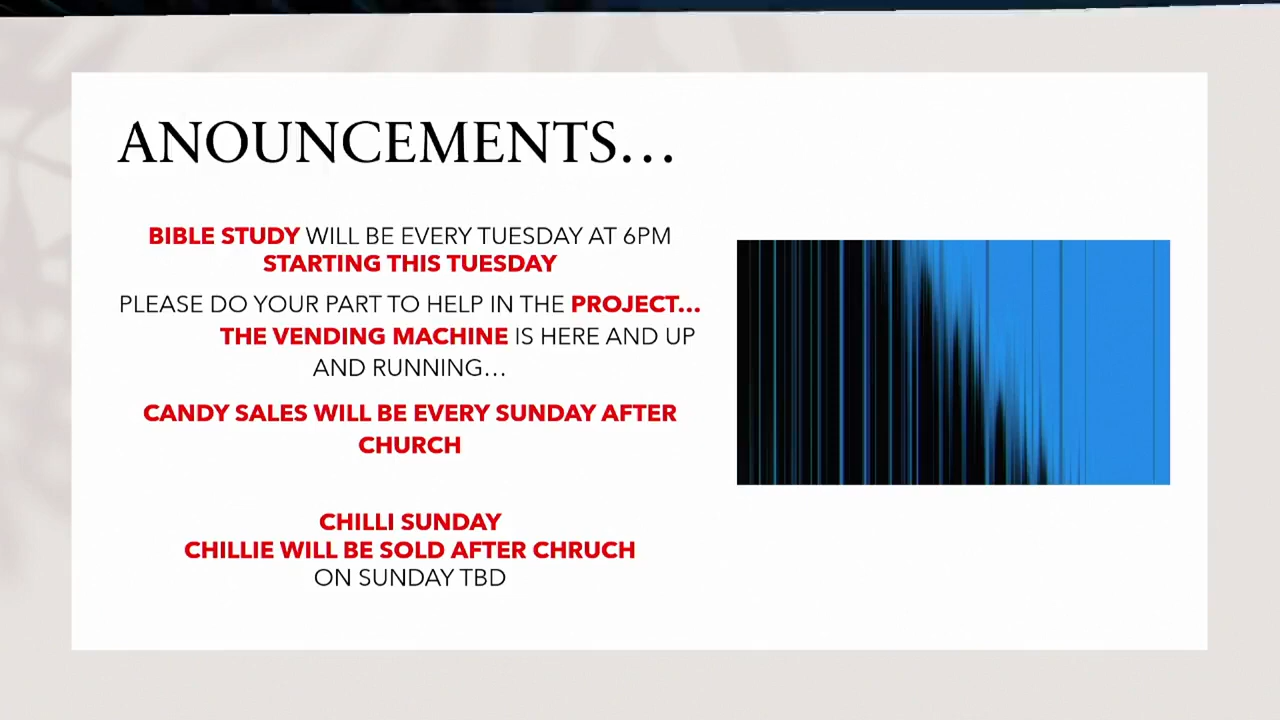 ANOUNCEMENTS…
BIBLE STUDY WILL BE EVERY TUESDAY AT 6PM
STARTING THIS TUESDAY
PLEASE DO YOUR PART TO HELP IN THE PROJECT…
THE VENDING MACHINE IS HERE AND UP
AND RUNNING…
CANDY SALES WILL BE EVERY SUNDAY AFTER
CHURCH
CHILLI SUNDAY
CHILLIE WILL BE SOLD AFTER CHRUCH
ON SUNDAY TBD